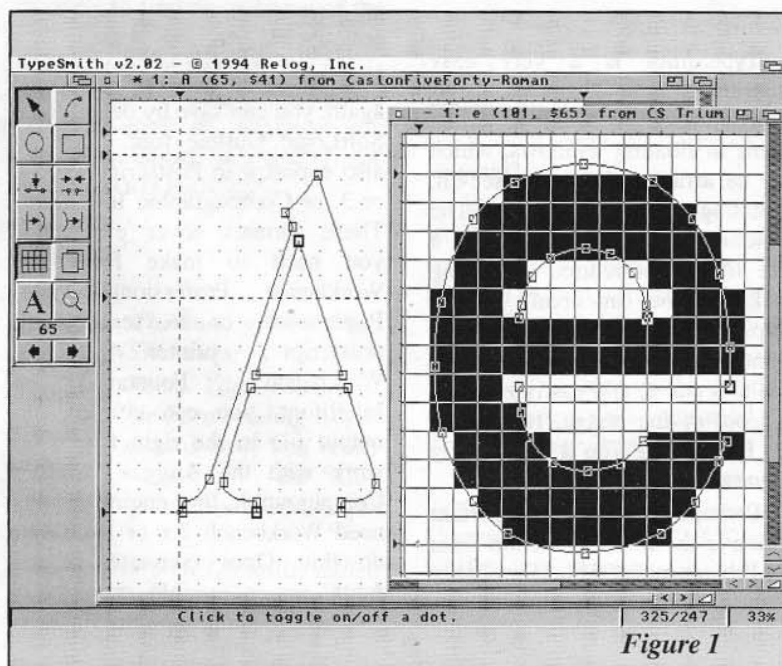 TypeSmith v2.02 - © 1994 Relog, Inc.
* 1: A (65, $41) from CaslonFiveForty-Roman
- 1: e (101, $65) from CS Trium
A
65
Click to toggle on/off a dot.
325/247
33%
Figure 1